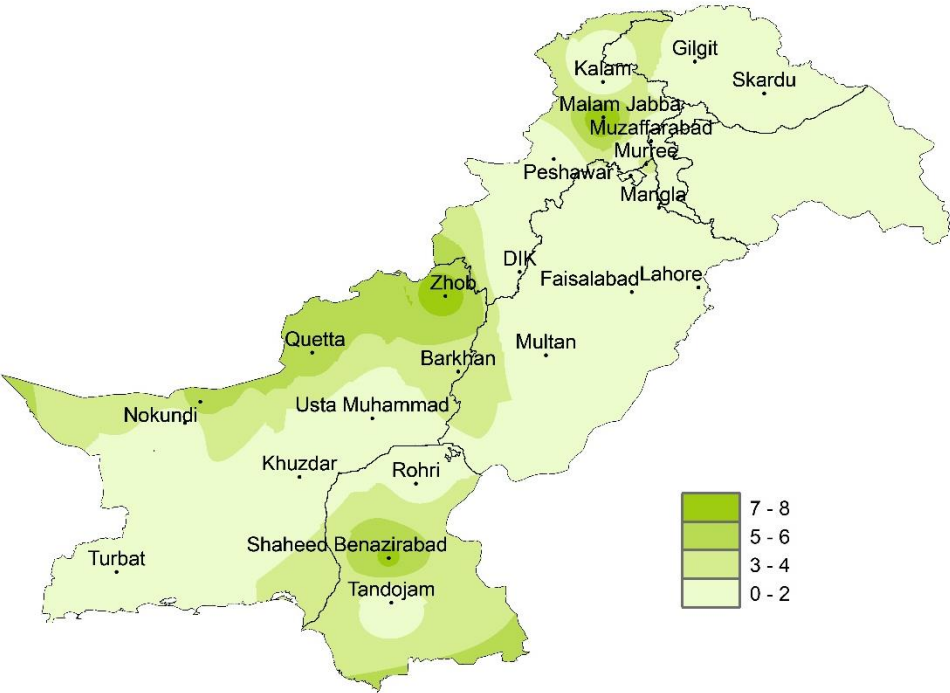 Gilgit
Kalam
Skardu
Malam Jabba
Muzaffarabad
Murree
Peshawar
Mangla
DIK
Zhob
Faisalabad
Lahore
Quetta
Multan
Barkhan
Nokundi
Usta Muhammad
Khuzdar
Rohri
Shaheed Benazirabad
Turbat
Tandojam
7 - 8
5 - 6
3 - 4
0 - 2